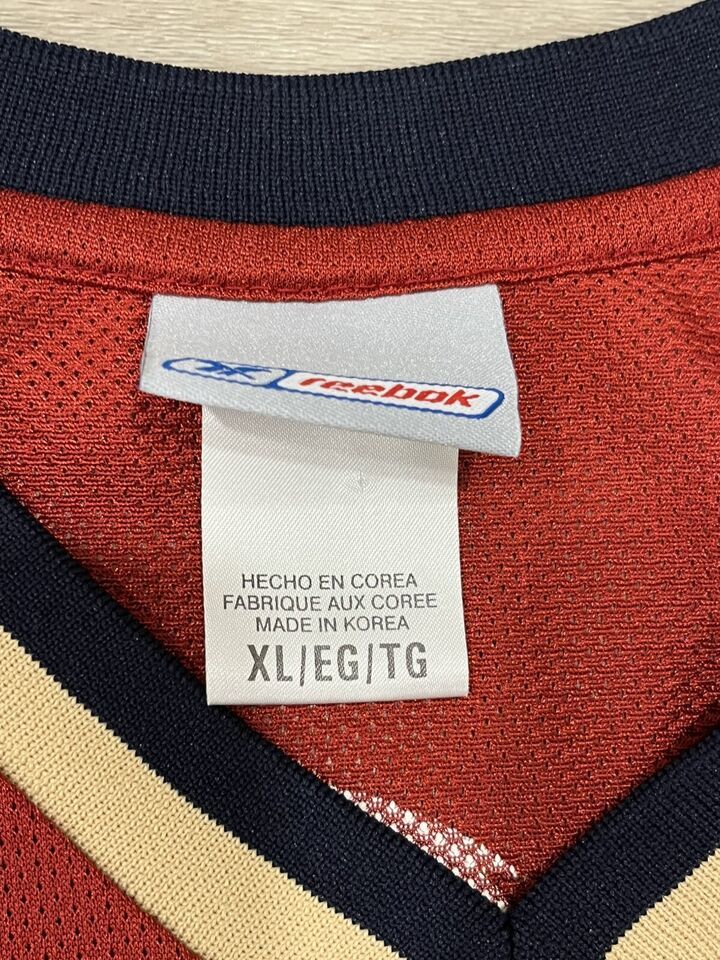 reebok
HECHO EN COREA
FABRIQUE AUX COREE
MADE IN KOREA
XL/EG/TG